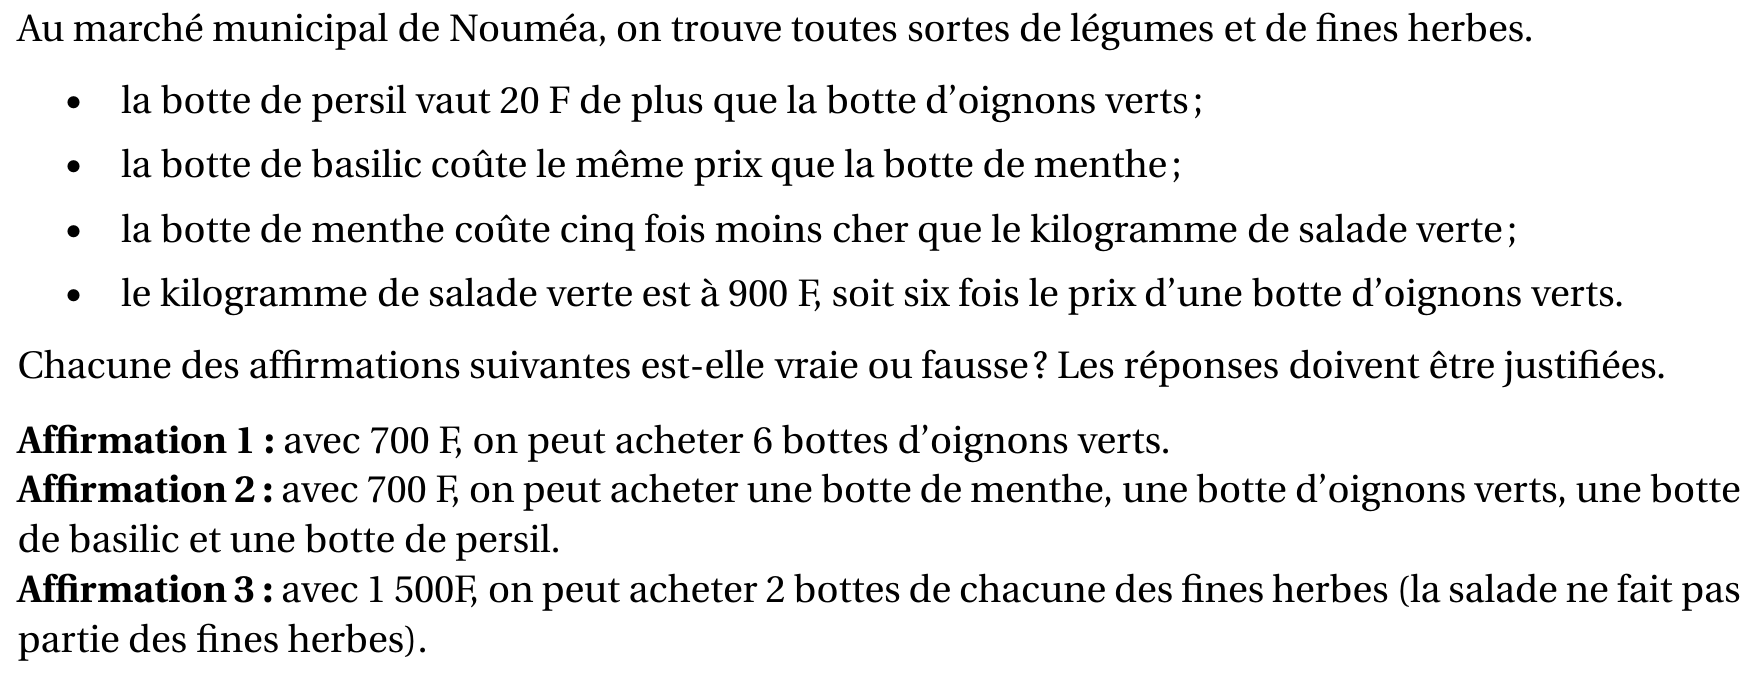 Au marché municipal de Nouméa, on trouve toutes sortes de légumes et de fines herbes.
• la botte de persil vaut 20 F de plus que la botte d'oignons verts ;
• la botte de basilic coûte le même prix que la botte de menthe ;
• la botte de menthe coûte cinq fois moins cher que le kilogramme de salade verte ;
• le kilogramme de salade verte est à 900 F, soit six fois le prix d'une botte d'oignons verts.
Chacune des affirmations suivantes est-elle vraie ou fausse ? Les réponses doivent être justifiées.
Affirmation 1 : avec 700 F, on peut acheter 6 bottes d'oignons verts.
Affirmation 2 : avec 700 F, on peut acheter une botte de menthe, une botte d'oignons verts, une botte
de basilic et une botte de persil.
Affirmation 3 : avec 1 500F, on peut acheter 2 bottes de chacune des fines herbes (la salade ne fait pas
partie des fines herbes).